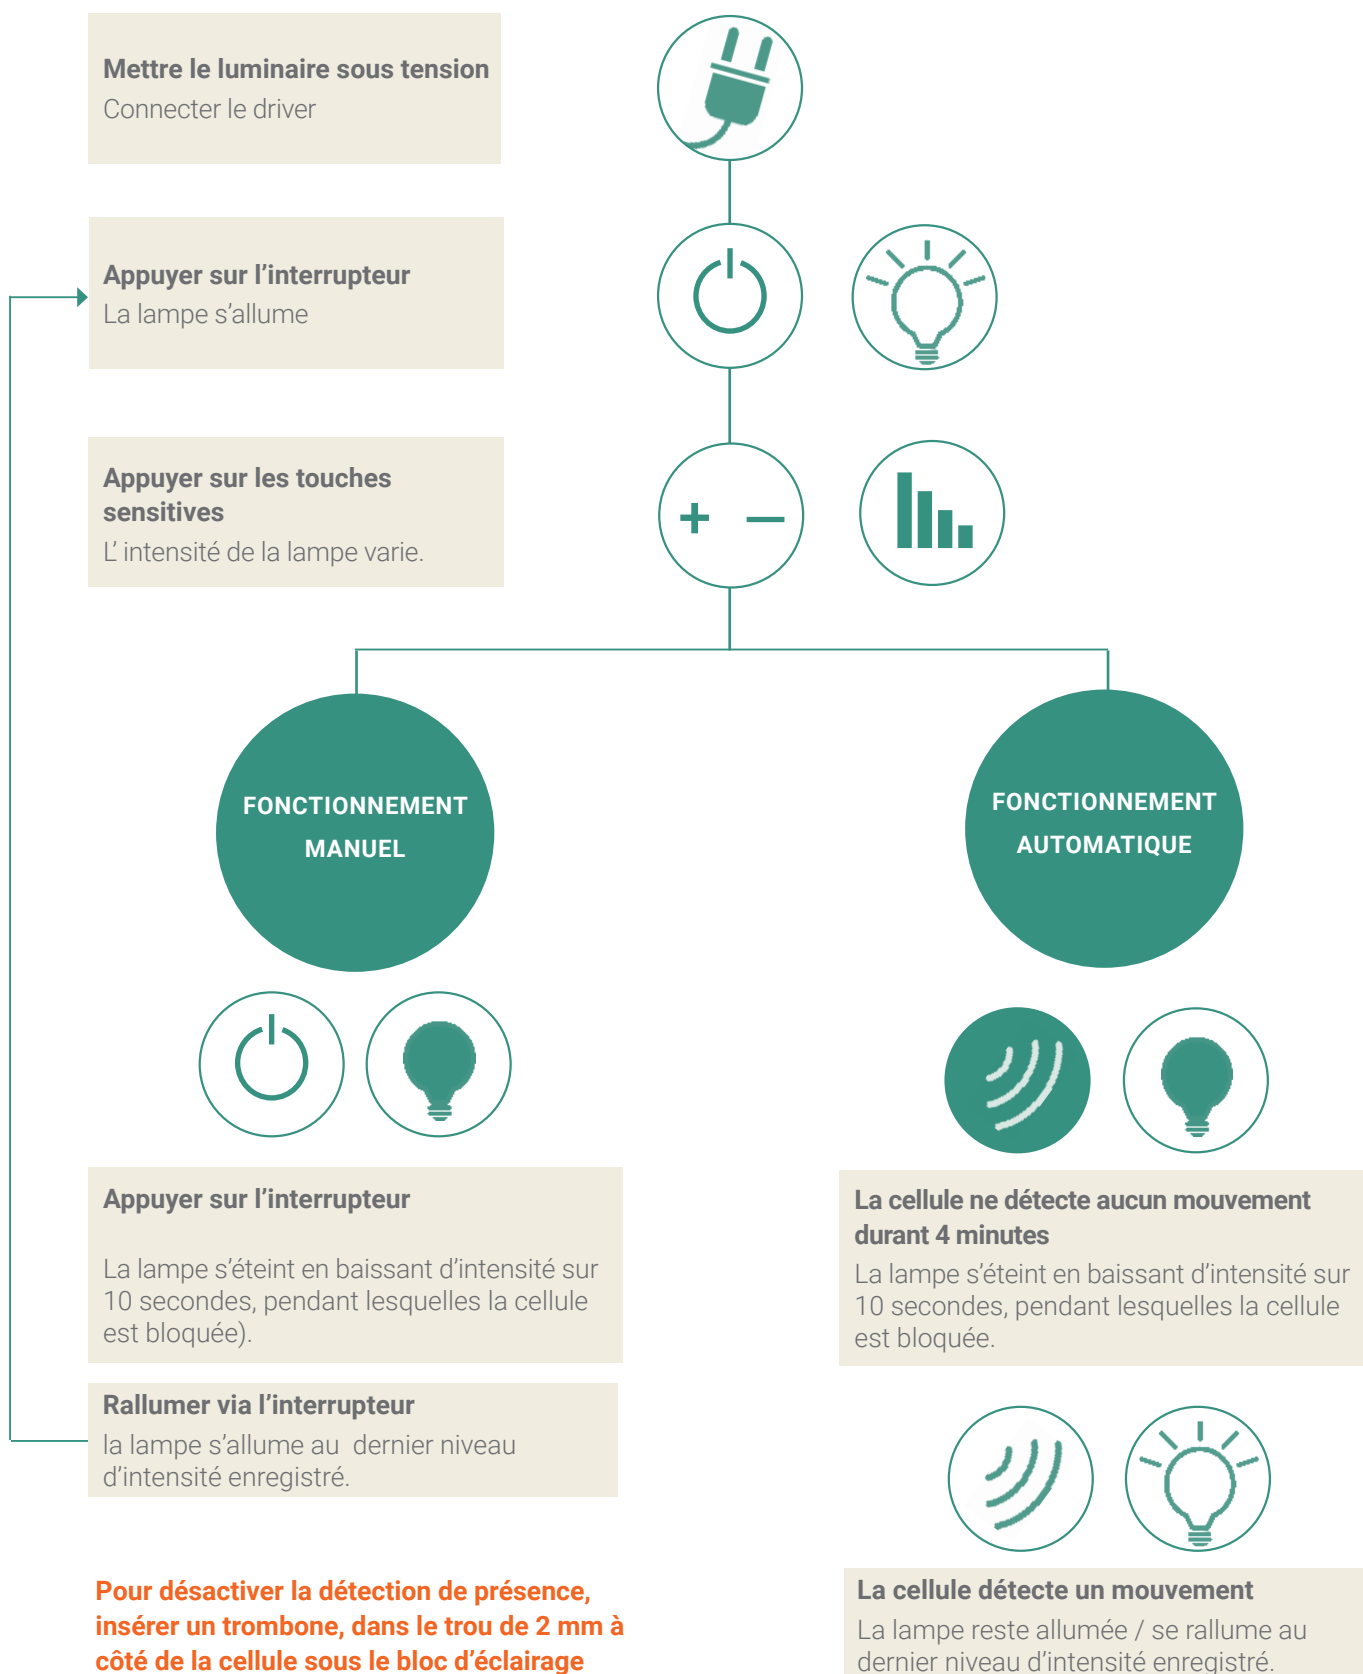 Mettre le luminaire sous tension
Connecter le driver
Appuyer sur l’interrupteur
La lampe s’allume
Appuyer sur les touches
sensitives
L’ intensité de la lampe varie.
+ –
FONCTIONNEMENT
MANUEL
FONCTIONNEMENT
AUTOMATIQUE
Appuyer sur l’interrupteur
La lampe s’éteint en baissant d’intensité sur
10 secondes, pendant lesquelles la cellule
est bloquée).
Rallumer via l’interrupteur
la lampe s’allume au  dernier niveau
d’intensité enregistré.
Pour désactiver la détection de présence,
insérer un trombone, dans le trou de 2 mm à
côté de la cellule sous le bloc d’éclairage
La cellule ne détecte aucun mouvement
durant 4 minutes
La lampe s’éteint en baissant d’intensité sur
10 secondes, pendant lesquelles la cellule
est bloquée.
La cellule détecte un mouvement
La lampe reste allumée / se rallume au
dernier niveau d’intensité enregistré.